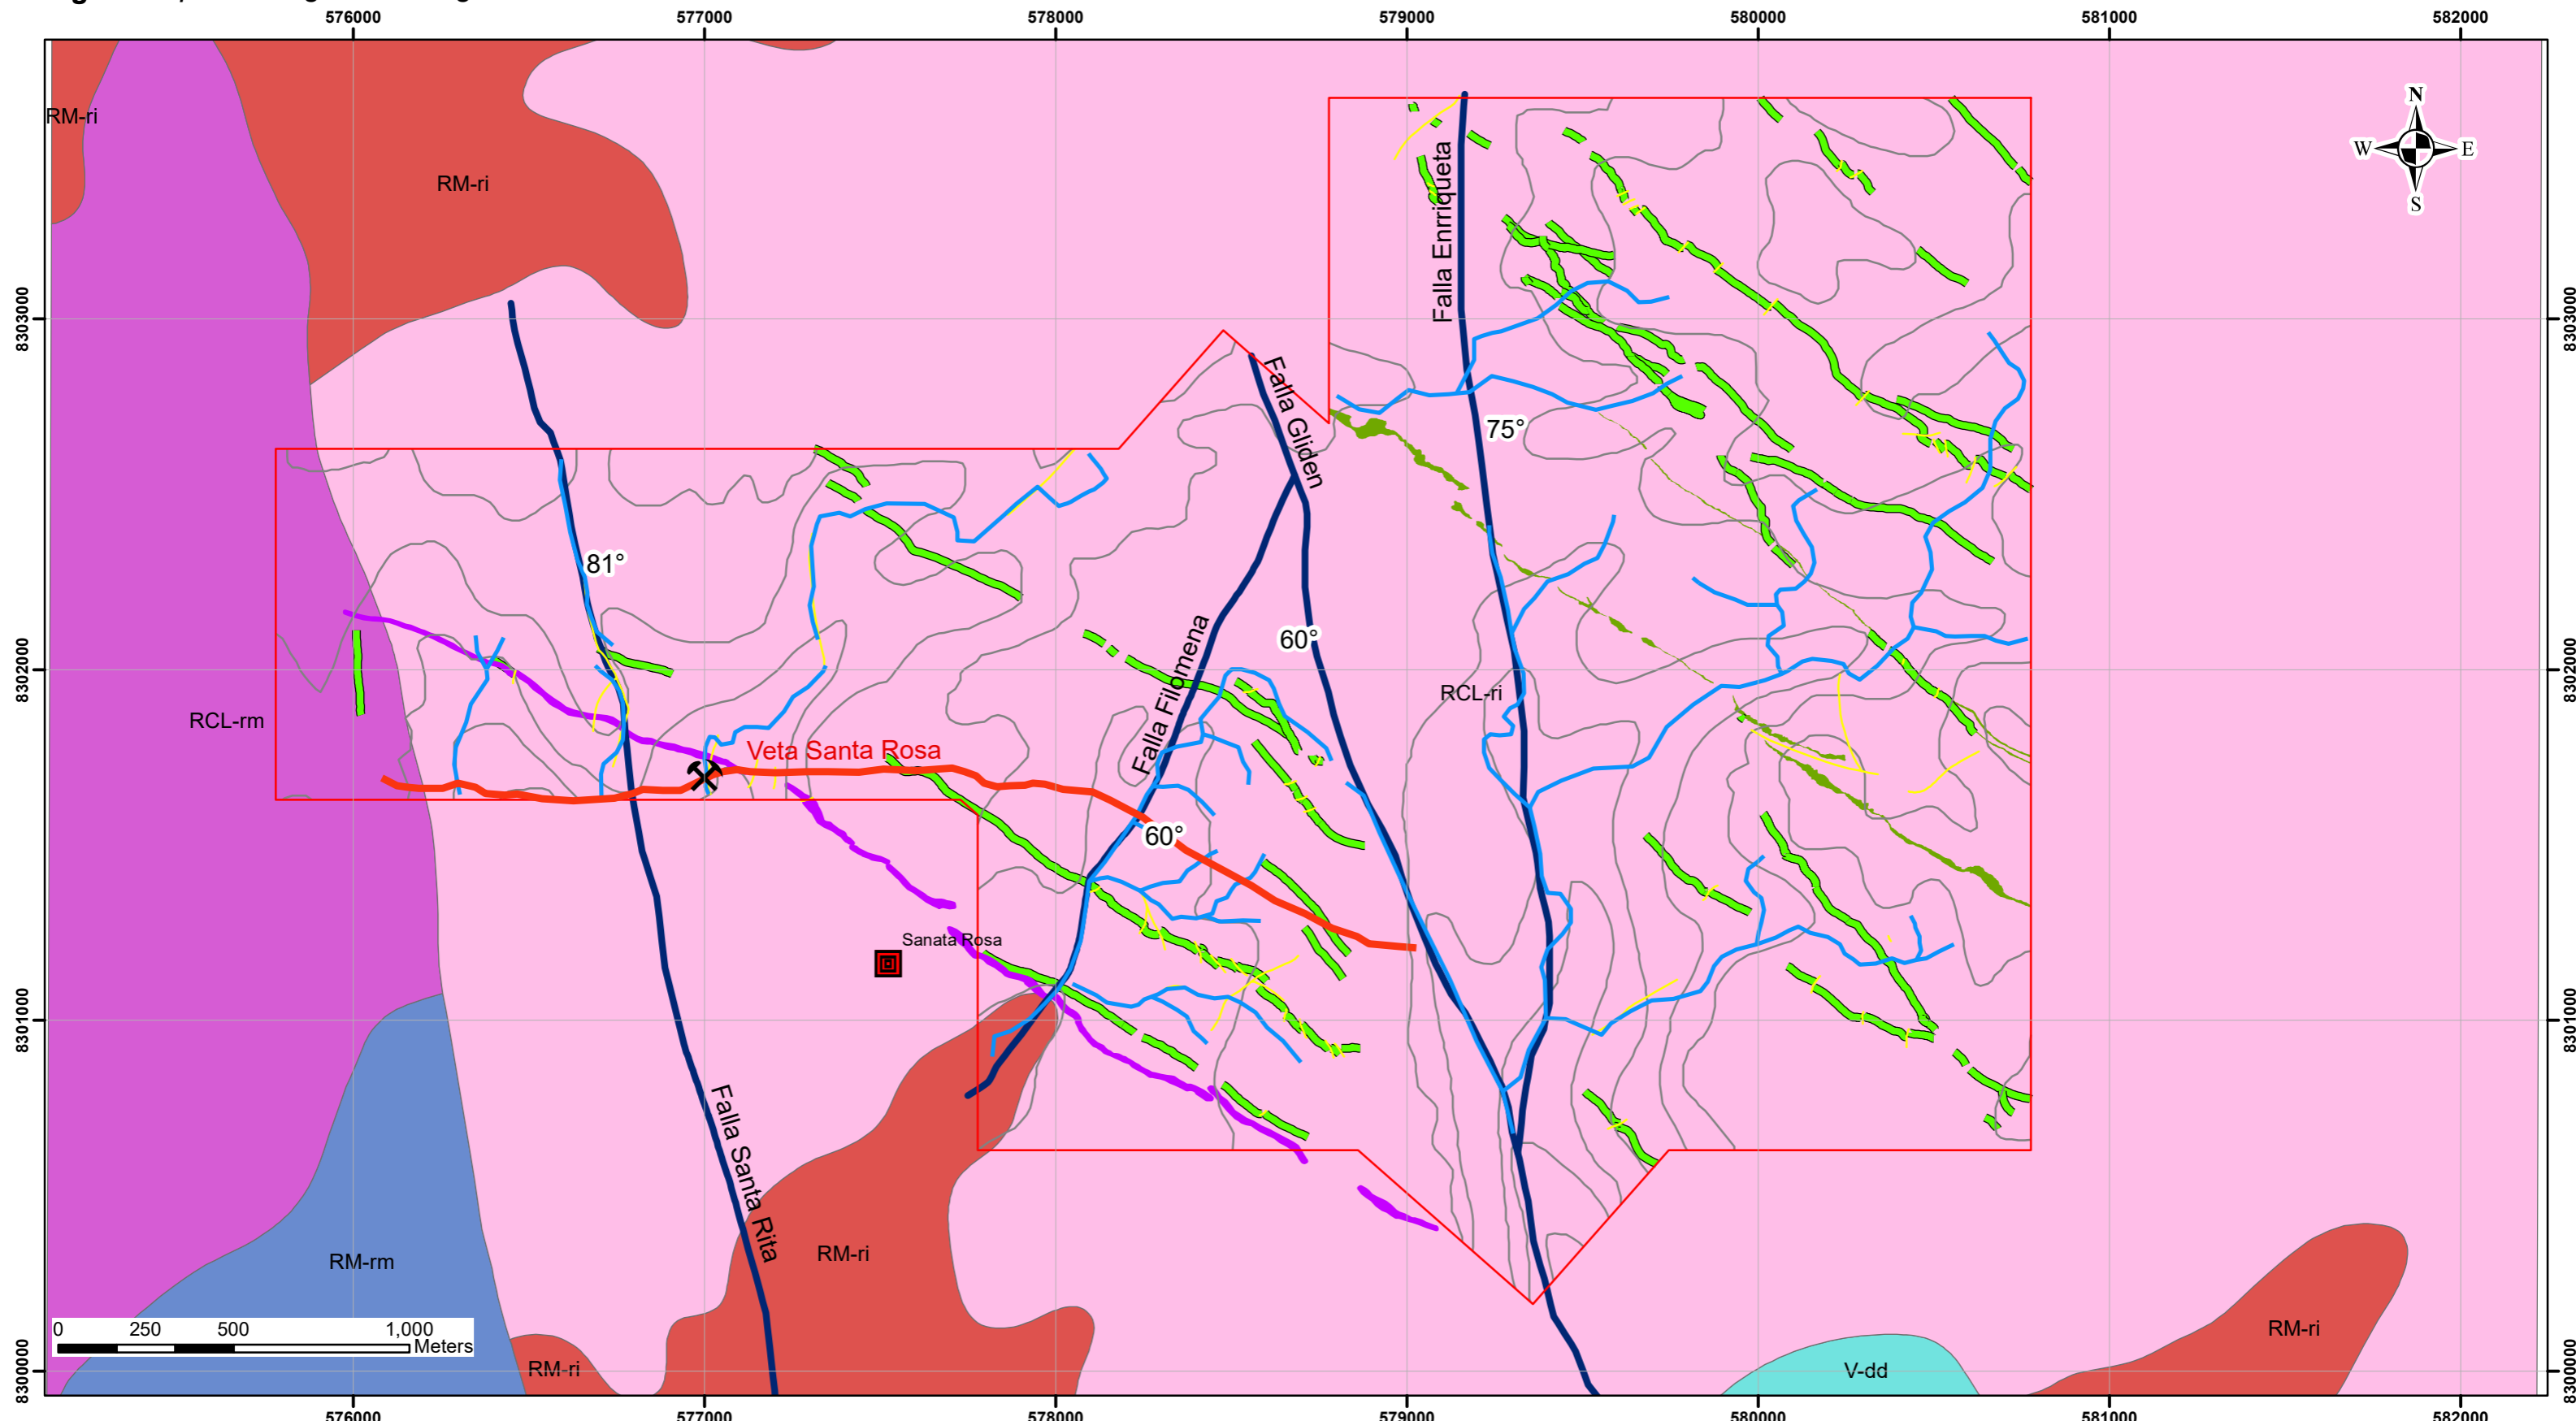 576000 577000 578000 579000 580000 581000 582000
N
W E
S
RM-ri
RM-ri
Falla Enrriqueta
8303000
8303000
Falla Gliden
75°
81°
Falla Filomena
60°
8302000
8302000
RCL-rm
RCL-ri
Veta Santa Rosa
60°
Sanata Rosa
8301000
8301000
Falla Santa Rita
RM-rm
RM-ri
RM-ri
0 250 500 1,000
Meters
RM-ri
V-dd
8300000
8300000
576000 577000 578000 579000 580000 581000 582000